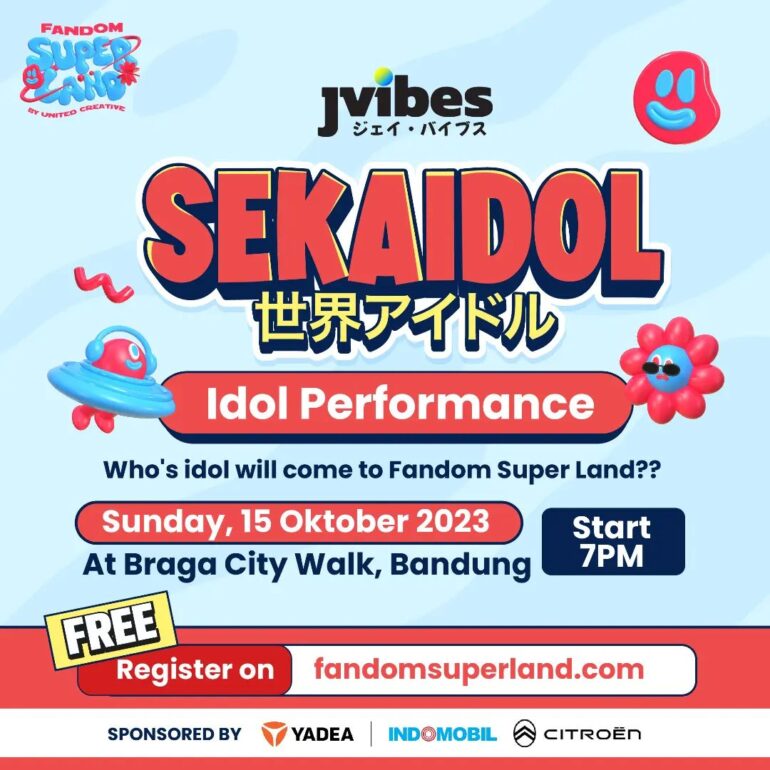 FANDOM
SUPER
LAND
BY UNITED CREATIVE
jvibes
ジェイ・バイブス
SEKAIDOL
世界アイドル
Idol Performance
Who's idol will come to Fandom Super Land??
Sunday, 15 Oktober 2023
At Braga City Walk, Bandung
Start
7PM
FREE
Register on fandomsuperland.com
SPONSORED BY YADEA INDOMOBIL CITROËN